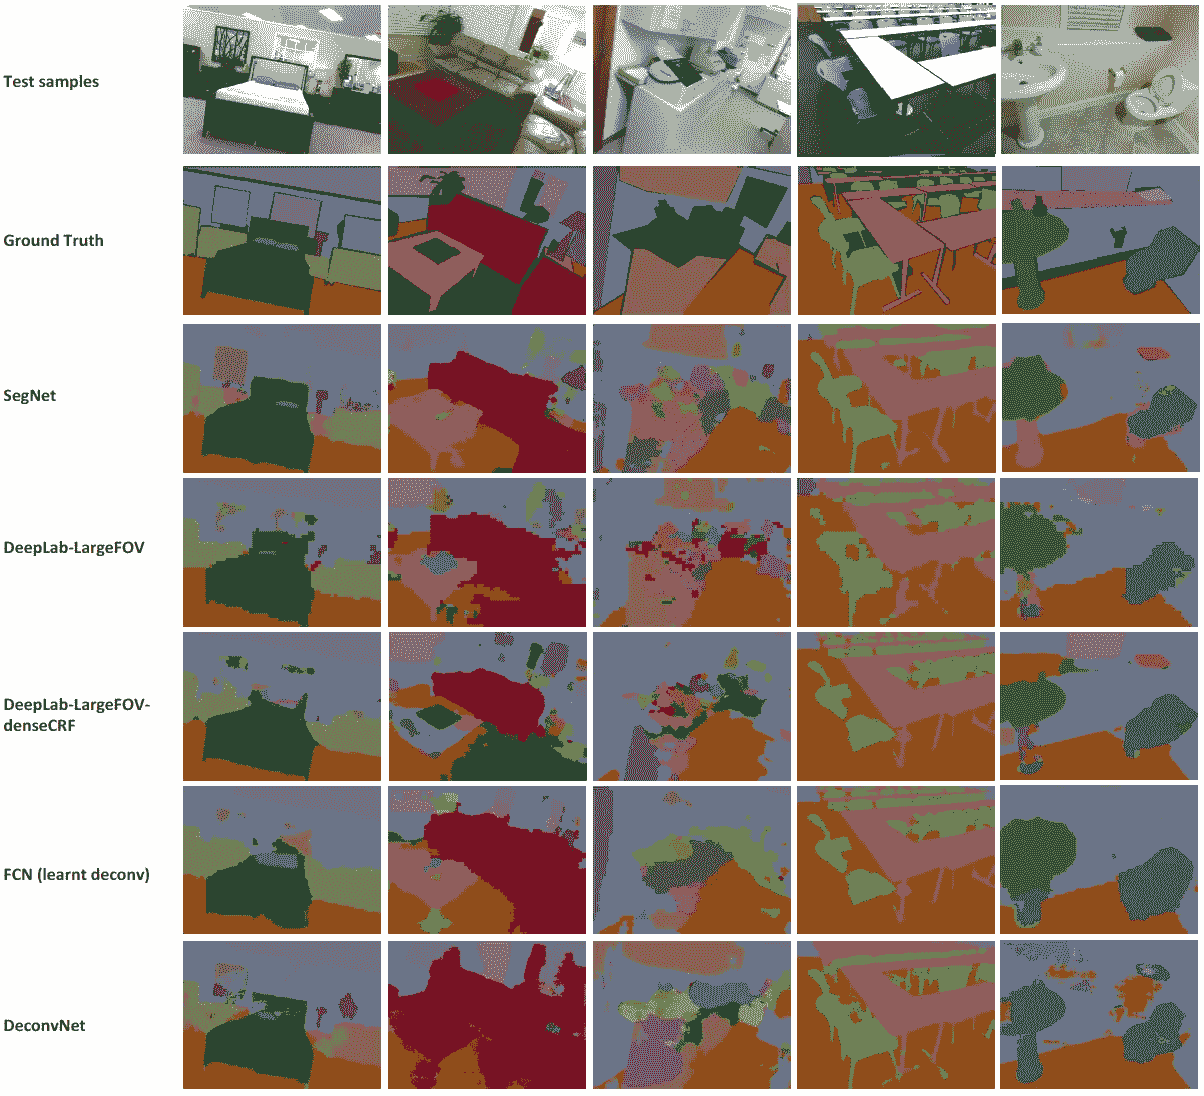 Test samples
Ground Truth
SegNet
DeepLab-LargeFOV
DeepLab-LargeFOV-
denseCRF
FCN (learnt deconv)
DeconvNet